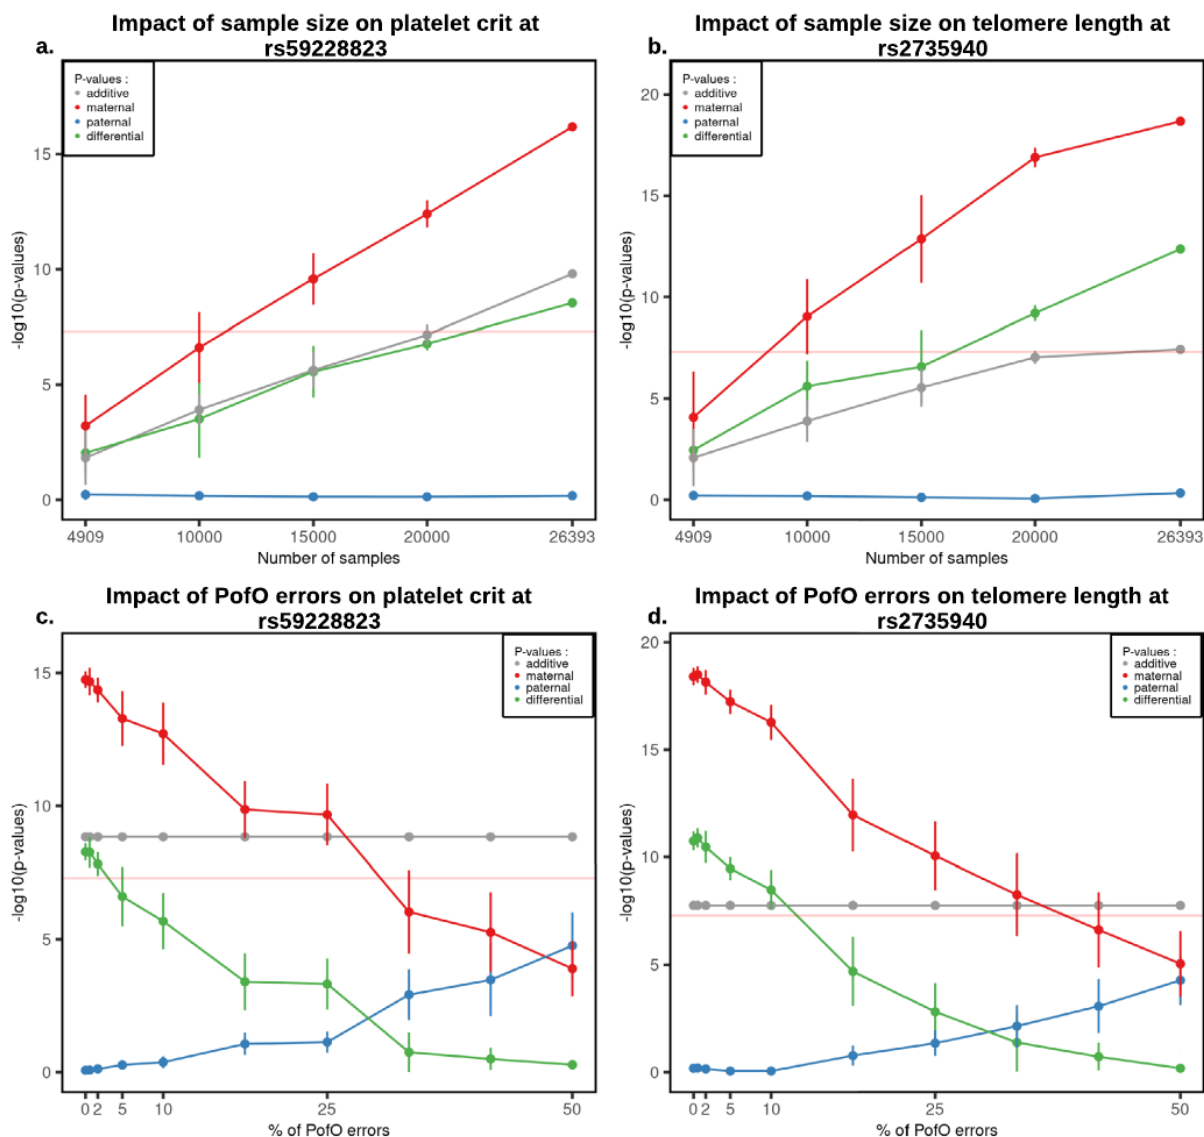 a.
Impact of sample size on platelet crit at
rs59228823
P-values :
additive
maternal
paternal
differential
-log10(p-values)
15
10
5
0
4909
10000
15000
20000
26393
Number of samples
b.
Impact of sample size on telomere length at
rs2735940
P-values :
additive
maternal
paternal
differential
-log10(p-values)
20
15
10
5
0
4909
10000
15000
20000
26393
Number of samples
c.
Impact of PofO errors on platelet crit at
rs59228823
P-values :
additive
maternal
paternal
differential
-log10(p-values)
15
10
5
0
0 2 5 10 25 50
% of PofO errors
d.
Impact of PofO errors on telomere length at
rs2735940
P-values :
additive
maternal
paternal
differential
-log10(p-values)
20
15
10
5
0
0 2 5 10 25 50
% of PofO errors